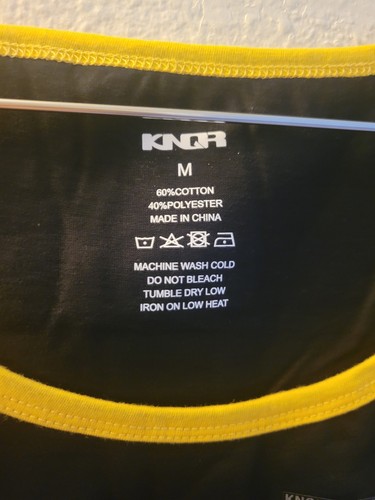 KNQR
M
60%COTTON
40%POLYESTER
MADE IN CHINA
MACHINE WASH COLD
DO NOT BLEACH
TUMBLE DRY LOW
IRON ON LOW HEAT